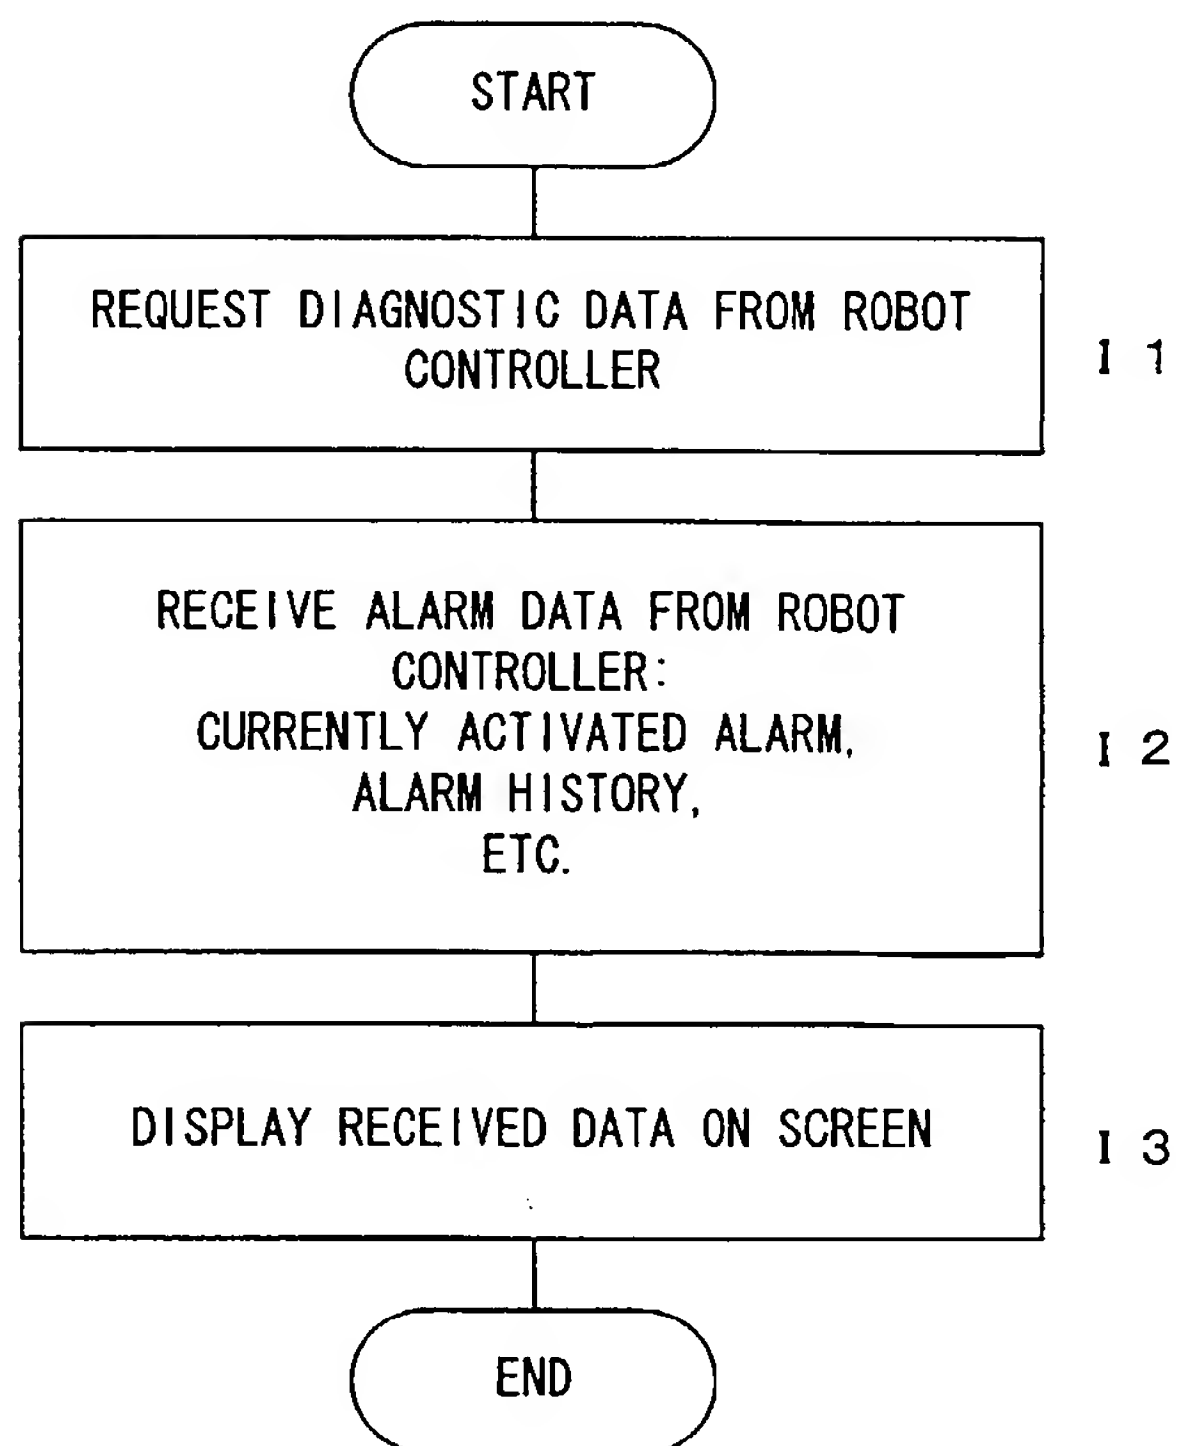 START
REQUEST DIAGNOSTIC DATA FROM ROBOT
CONTROLLER
I 1
RECEIVE ALARM DATA FROM ROBOT
CONTROLLER:
CURRENTLY ACTIVATED ALARM,
ALARM HISTORY,
ETC.
I 2
DISPLAY RECEIVED DATA ON SCREEN
I 3
END